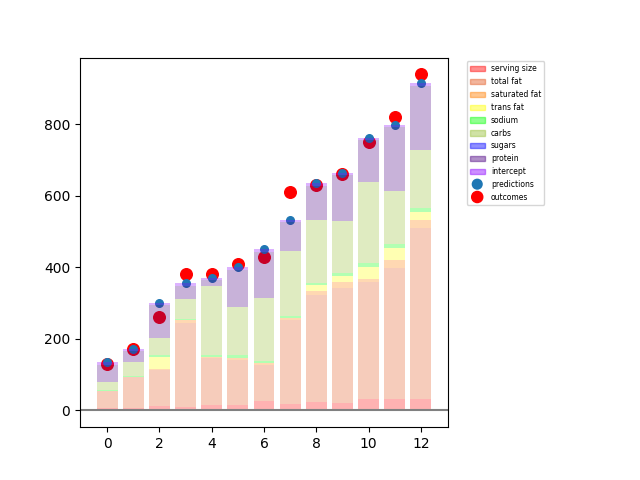 serving size
total fat
saturated fat
trans fat
sodium
carbs
sugars
protein
intercept
predictions
outcomes
800
600
400
200
0
0 2 4 6 8 10 12